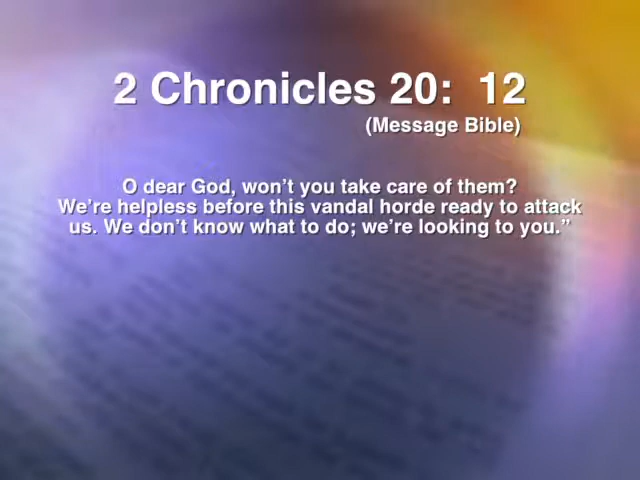 2 Chronicles 20:  12
(Message Bible)
O dear God, won’t you take care of them?
We’re helpless before this vandal horde ready to attack
us. We don’t know what to do; we’re looking to you.”